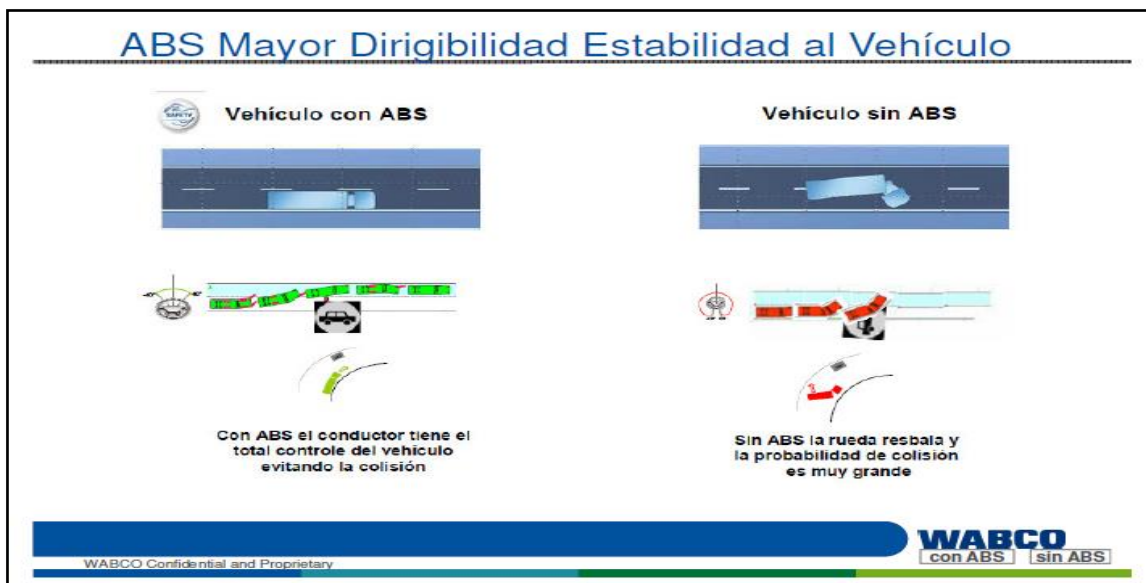 ABS Mayor Dirigibilidad Estabilidad al Vehículo
SAFETY
Vehículo con ABS
Vehículo sin ABS
Con ABS el conductor tiene el
total controle del vehículo
evitando la colisión
Sin ABS la rueda resbala y
la probabilidad de colisión
es muy grande
WABCO
con ABS
sin ABS
WABCO Confidential and Proprietary